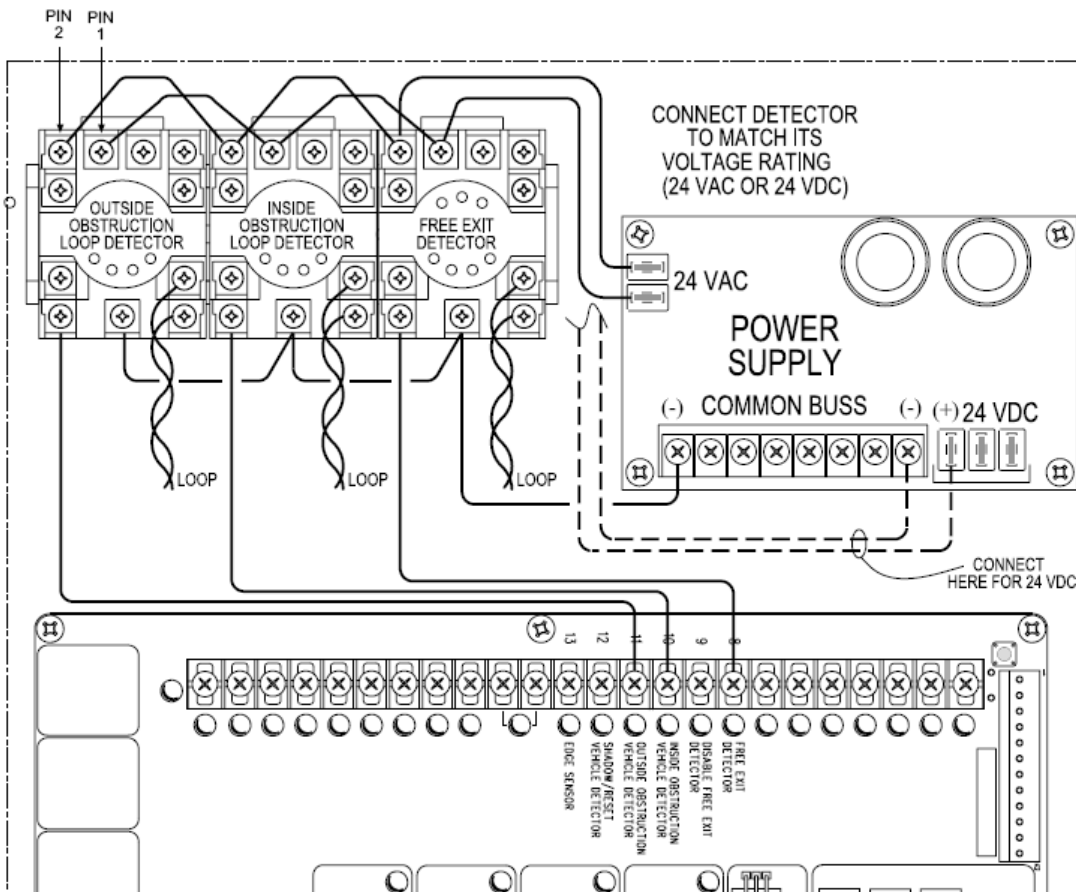 PIN PIN
2 1
CONNECT DETECTOR
TO MATCH ITS
VOLTAGE RATING
(24 VAC OR 24 VDC)
OUTSIDE
OBSTRUCTION
LOOP DETECTOR
INSIDE
OBSTRUCTION
LOOP DETECTOR
FREE EXIT
DETECTOR
24 VAC
POWER
SUPPLY
(-) COMMON BUSS (-) (+) 24 VDC
LOOP
LOOP
LOOP
CONNECT
HERE FOR 24 VDC
13 12 11 10 9 8
EDGE SENSOR
SHADOW/RESET
VEHICLE DETECTOR
OUTSIDE OBSTRUCTION
VEHICLE DETECTOR
INSIDE OBSTRUCTION
VEHICLE DETECTOR
DISABLE FREE EXIT
DETECTOR
FREE EXIT
DETECTOR